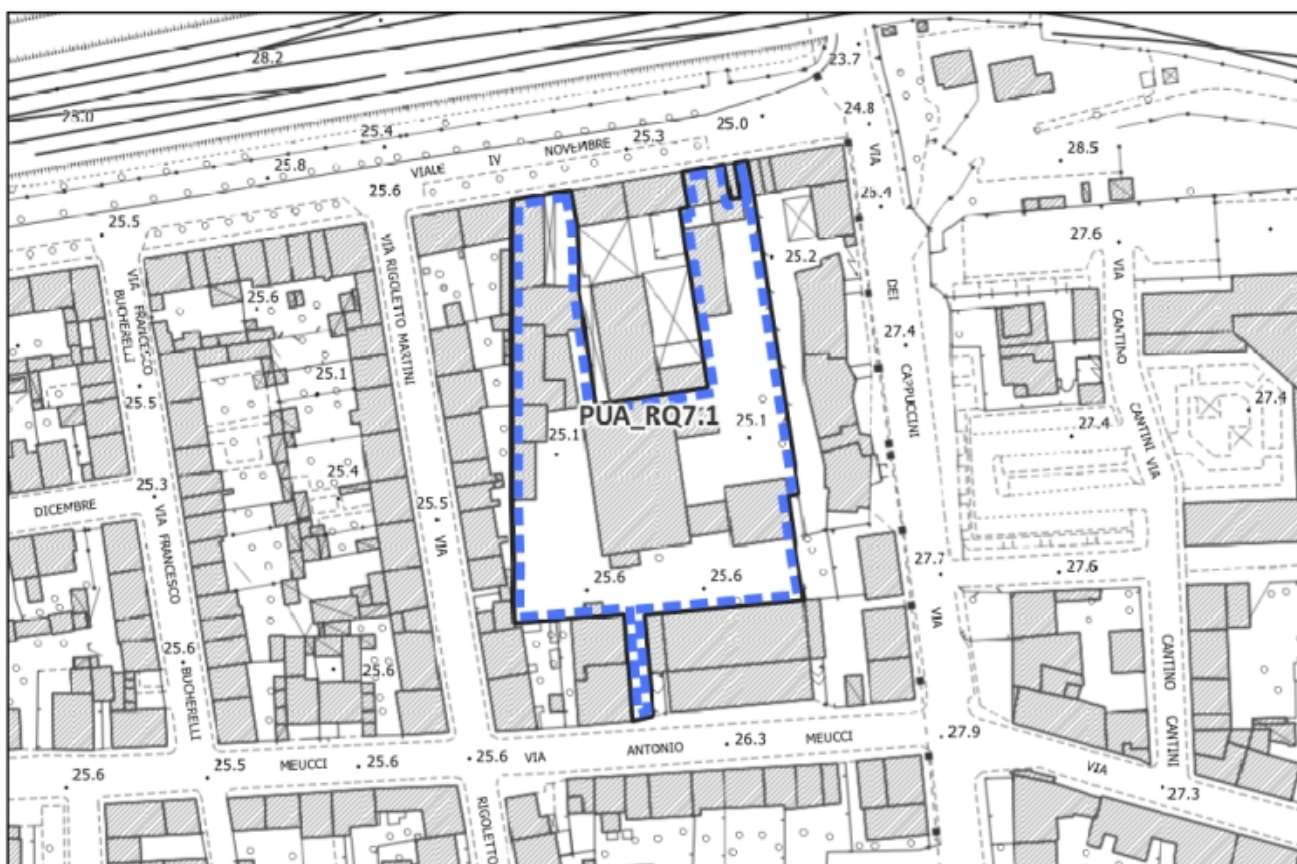 28.2
23.7
25.0
25.4
25.3
25.0
24.8
25.8
VIALE IV NOVEMBRE
VIA
28.5
25.6
25.4
25.5
27.6
25.2
VIA FRANCESCO BUCHERELLI
VIA RIGOLETTO MARTINI
DEI
VIA
25.6
27.4
CANTINO
25.1
CAPPUCCINI
25.5
PUA_RQ7.1
27.4
25.1
25.1
27.4
CANTINI VIA
25.4
25.3
DICEMBRE
25.5
VIA FRANCESCO
VIA
27.7
27.6
25.6
25.6
VIA
25.6
25.6
BUCHERELLI
CANTINO
CANTINI
27.9
25.6
25.5
MEUCCI
25.6
25.6
VIA
ANTONIO
26.3
MEUCCI
VIA
27.3
RIGOLETTO